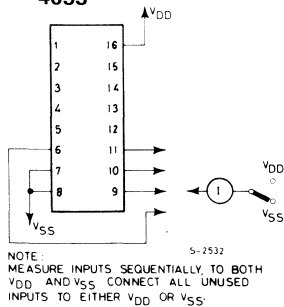 4053
VDD
1 16
2 15
3 14
4 13
5 12
6 11
7 10
8 9
I
VDD
VSS
VSS
S-2532
NOTE:
MEASURE INPUTS SEQUENTIALLY, TO BOTH
VDD AND VSS CONNECT ALL UNUSED
INPUTS TO EITHER VDD OR VSS.